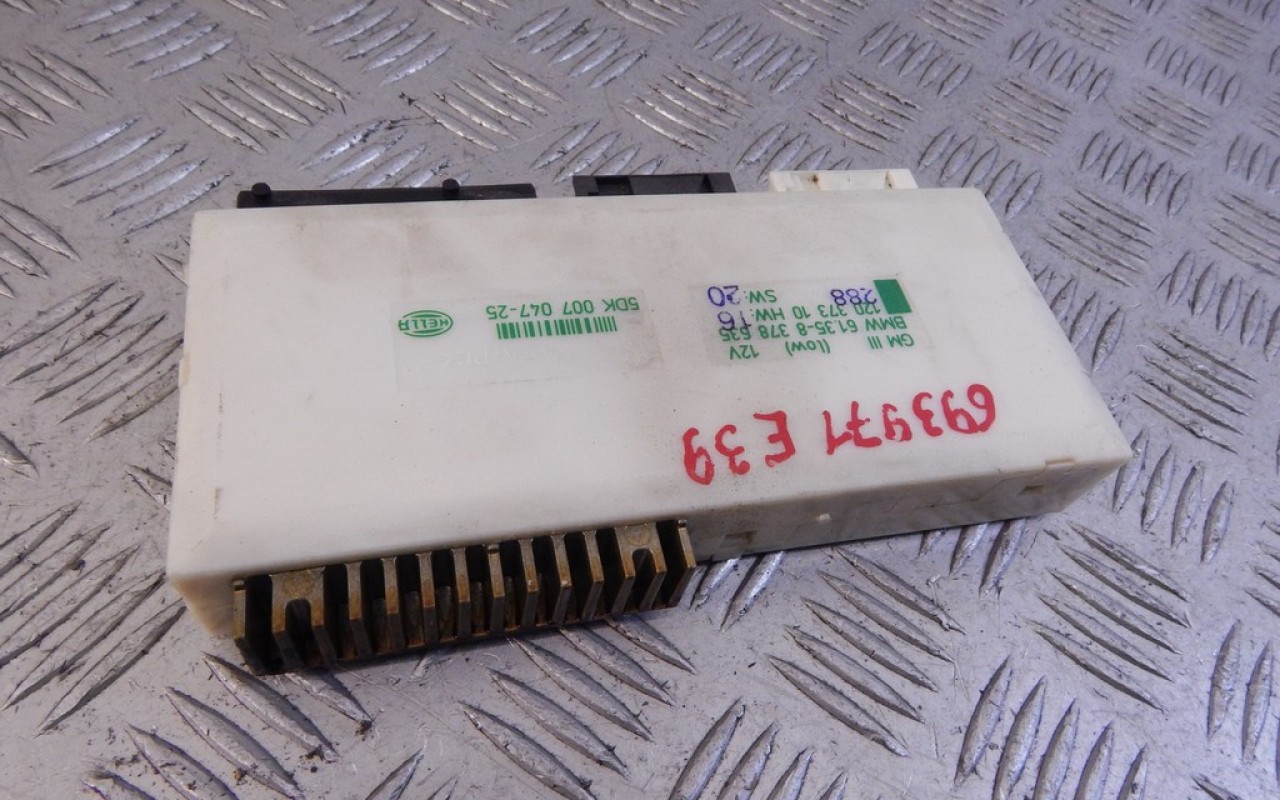 GM III (Low) 12V
BMW 61.35-8 378 635
120 373 10 HW: 16
288 SW: 20
HELLA
5DK 007 047-25
693971 E39